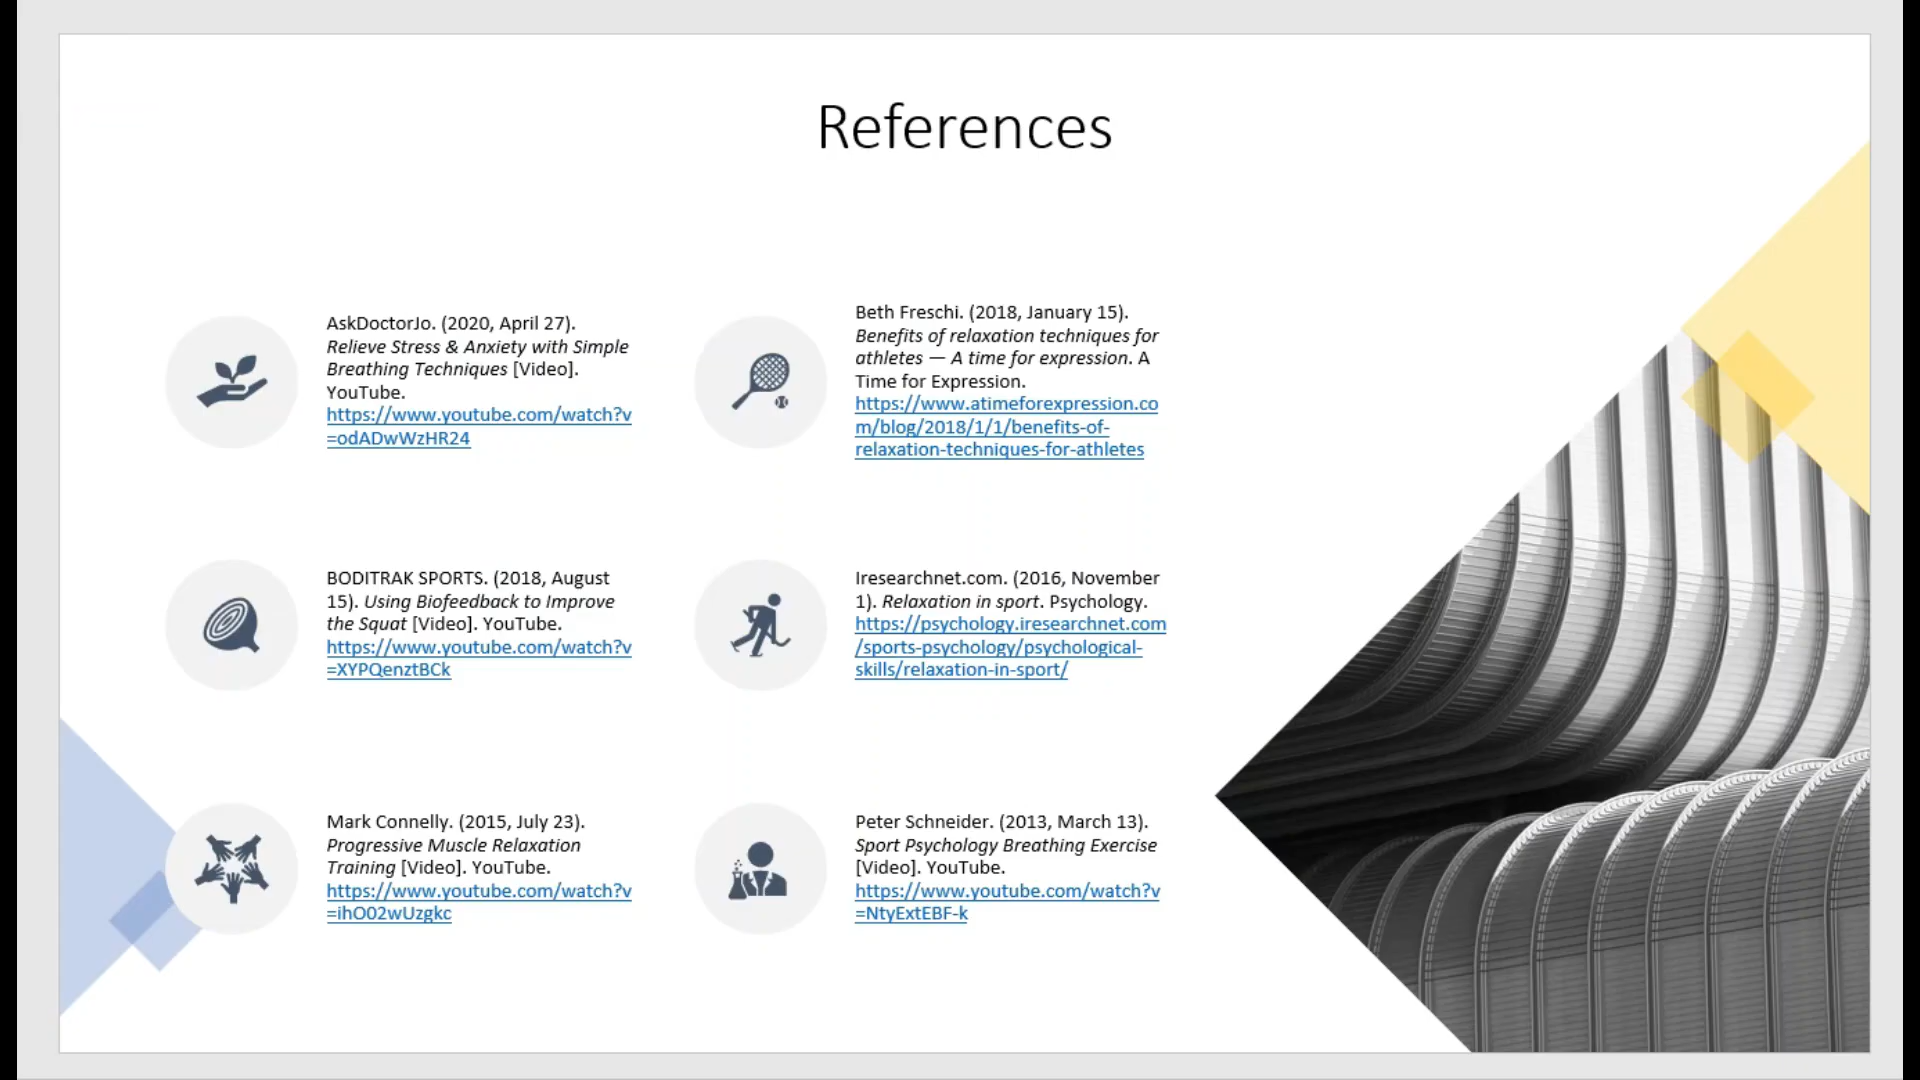 References
AskDoctorJo. (2020, April 27).
Relieve Stress & Anxiety with Simple
Breathing Techniques [Video].
YouTube.
https://www.youtube.com/watch?v
=odADwWzHR24
Beth Freschi. (2018, January 15).
Benefits of relaxation techniques for
athletes — A time for expression. A
Time for Expression.
https://www.atimeforexpression.co
m/blog/2018/1/1/benefits-of-
relaxation-techniques-for-athletes
BODITRAK SPORTS. (2018, August
15). Using Biofeedback to Improve
the Squat [Video]. YouTube.
https://www.youtube.com/watch?v
=XYPQenztBCk
Iresearchnet.com. (2016, November
1). Relaxation in sport. Psychology.
https://psychology.iresearchnet.com
/sports-psychology/psychological-
skills/relaxation-in-sport/
Mark Connelly. (2015, July 23).
Progressive Muscle Relaxation
Training [Video]. YouTube.
https://www.youtube.com/watch?v
=ihO02wUzgkc
Peter Schneider. (2013, March 13).
Sport Psychology Breathing Exercise
[Video]. YouTube.
https://www.youtube.com/watch?v
=NtyExtEBF-k